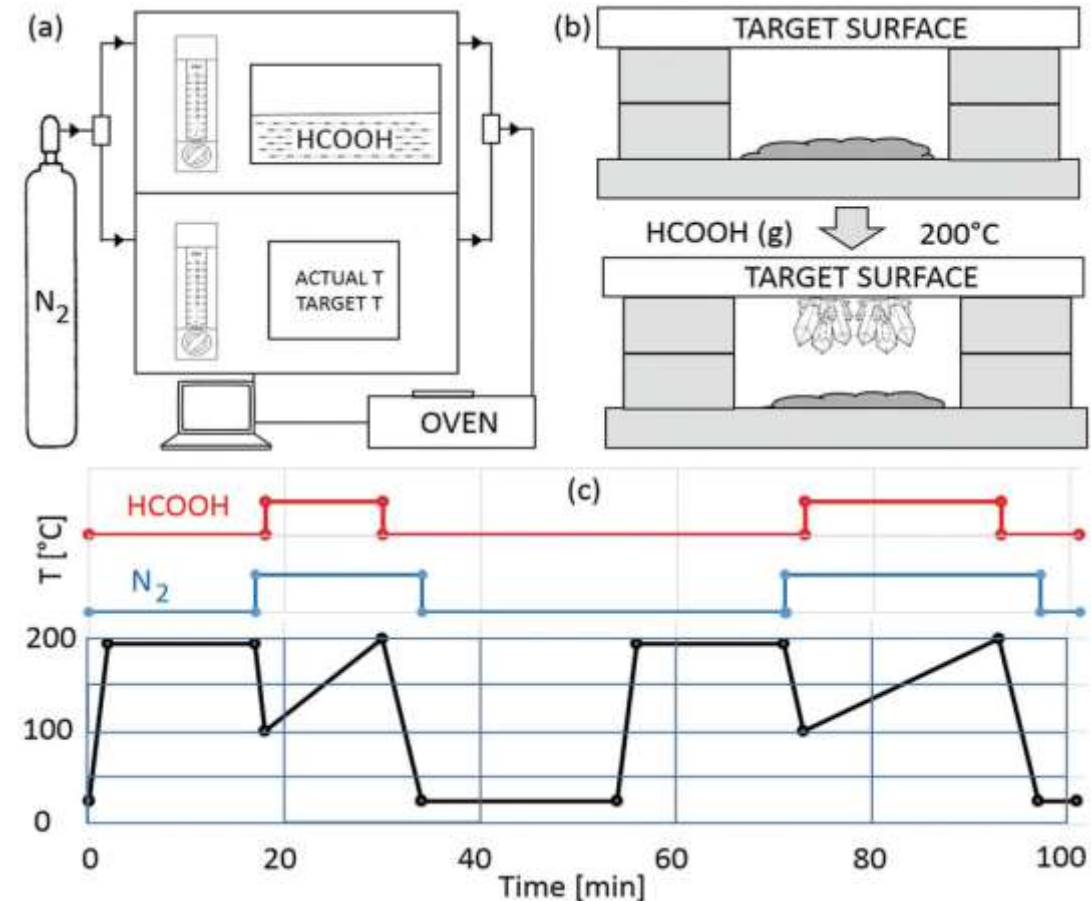 (a)
HCOOH
N2
ACTUAL T
TARGET T
OVEN
(b)
TARGET SURFACE
HCOOH (g) 200°C
TARGET SURFACE
(c)
HCOOH
N2
T [°C]
200
100
0
0 20 40 60 80 100
Time [min]